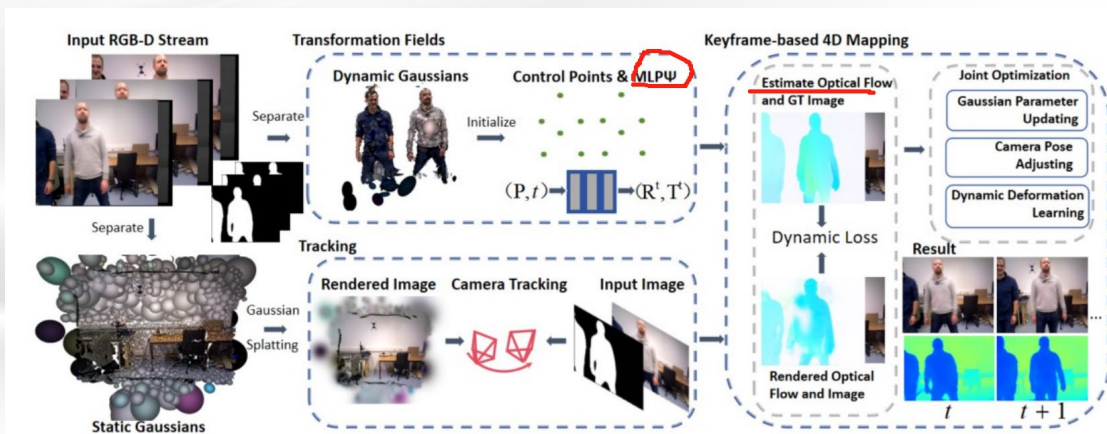 Input RGB-D Stream
Separate
Separate
Static Gaussians
Gaussian
Splatting
Transformation Fields
Dynamic Gaussians
Initialize
Control Points & MLPΨ
(P, t)
(Rᵗ, Tᵗ)
Tracking
Rendered Image
Camera Tracking
Input Image
Keyframe-based 4D Mapping
Estimate Optical Flow
and GT Image
Dynamic Loss
Rendered Optical
Flow and Image
Joint Optimization
Gaussian Parameter
Updating
Camera Pose
Adjusting
Dynamic Deformation
Learning
Result
...
t
t + 1